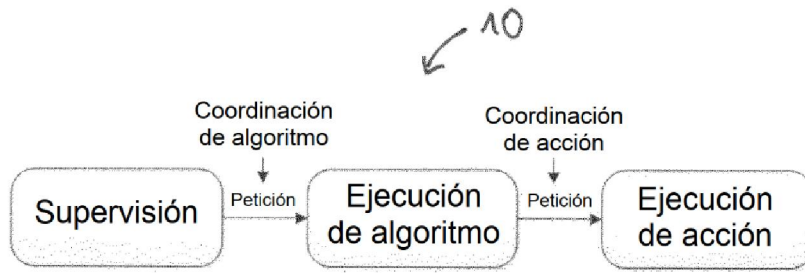 10
Coordinación
de algoritmo
Coordinación
de acción
Supervisión
Petición
Ejecución
de algoritmo
Petición
Ejecución
de acción